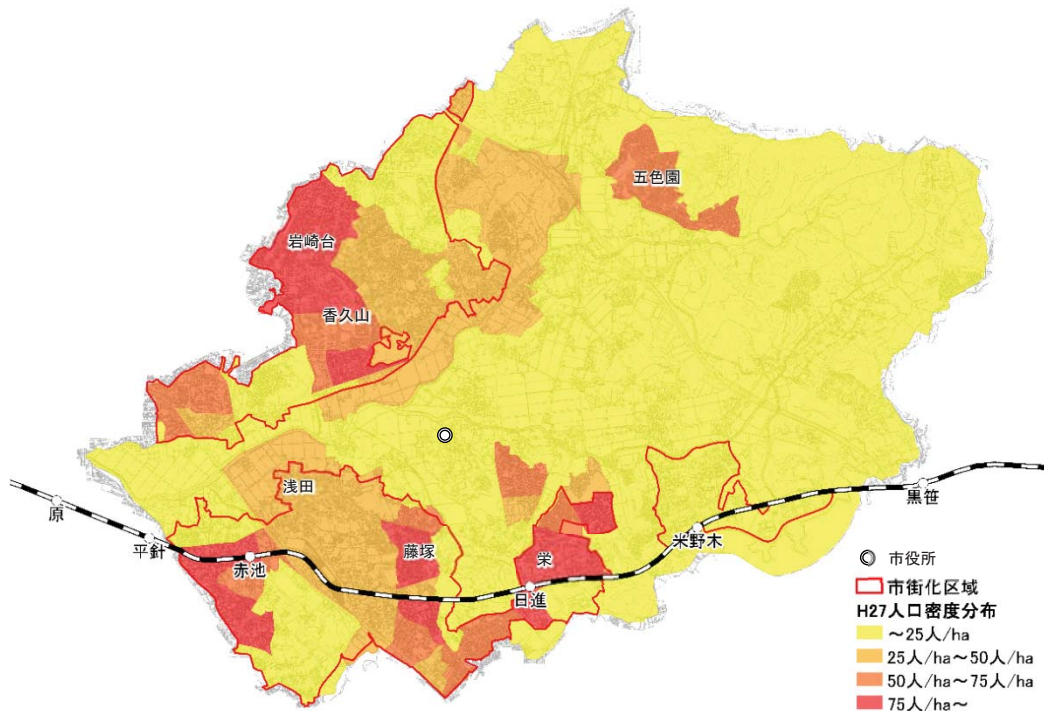 五色園
岩崎台
香久山
浅田
原
平針
赤池
藤塚
栄
日進
米野木
黒笹
市役所
市街化区域
H27人口密度分布
～25人/ha
25人/ha～50人/ha
50人/ha～75人/ha
75人/ha～